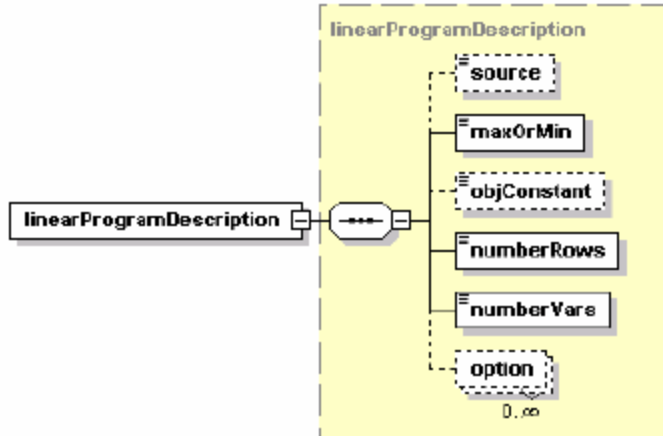 linearProgramDescription
source
maxOrMin
objConstant
linearProgramDescription
numberRows
numberVars
option
0..∞